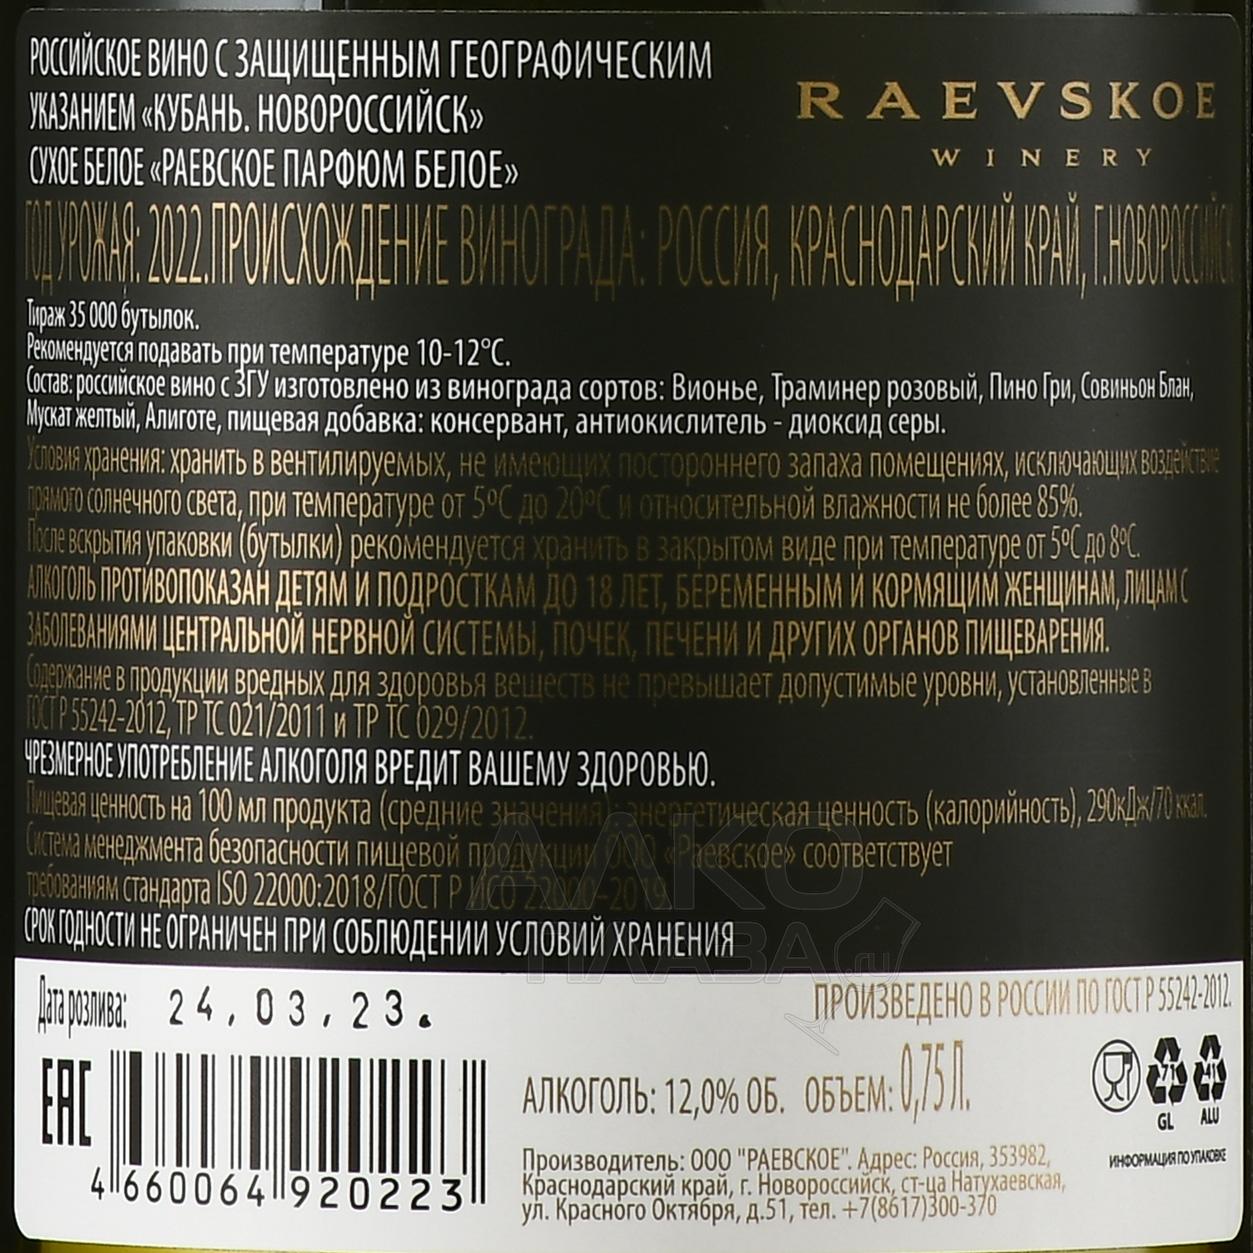 РОССИЙСКОЕ ВИНО С ЗАЩИЩЕННЫМ ГЕОГРАФИЧЕСКИМ
УКАЗАНИЕМ «КУБАНЬ. НОВОРОССИЙСК»
СУХОЕ БЕЛОЕ «РАЕВСКОЕ ПАРФЮМ БЕЛОЕ»
RAEVSKOE
WINERY
ГОД УРОЖАЯ: 2022.ПРОИСХОЖДЕНИЕ ВИНОГРАДА: РОССИЯ, КРАСНОДАРСКИЙ КРАЙ, Г.НОВОРОССИЙСК
Тираж 35 000 бутылок.
Рекомендуется подавать при температуре 10-12°С.
Состав: российское вино с ЗГУ изготовлено из винограда сортов: Вионье, Траминер розовый, Пино Гри, Совиньон Блан,
Мускат желтый, Алиготе, пищевая добавка: консервант, антиокислитель - диоксид серы.
Условия хранения: хранить в вентилируемых, не имеющих постороннего запаха помещениях, исключающих воздействие
прямого солнечного света, при температуре от 5ºС до 20ºС и относительной влажности не более 85%.
После вскрытия упаковки (бутылки) рекомендуется хранить в закрытом виде при температуре от 5ºС до 8ºС.
АЛКОГОЛЬ ПРОТИВОПОКАЗАН ДЕТЯМ И ПОДРОСТКАМ ДО 18 ЛЕТ, БЕРЕМЕННЫМ И КОРМЯЩИМ ЖЕНЩИНАМ, ЛИЦАМ С
ЗАБОЛЕВАНИЯМИ ЦЕНТРАЛЬНОЙ НЕРВНОЙ СИСТЕМЫ, ПОЧЕК, ПЕЧЕНИ И ДРУГИХ ОРГАНОВ ПИЩЕВАРЕНИЯ.
Содержание в продукции вредных для здоровья веществ не превышает допустимые уровни, установленные в
ГОСТ Р 55242-2012, ТР ТС 021/2011 и ТР ТС 029/2012.
ЧРЕЗМЕРНОЕ УПОТРЕБЛЕНИЕ АЛКОГОЛЯ ВРЕДИТ ВАШЕМУ ЗДОРОВЬЮ.
Пищевая ценность на 100 мл продукта (средние значения): энергетическая ценность (калорийность), 290кДж/70 ккал.
Система менеджмента безопасности пищевой продукции ООО «Раевское» соответствует
требованиям стандарта ISO 22000:2018/ГОСТ Р ИСО 22000-2019.
СРОК ГОДНОСТИ НЕ ОГРАНИЧЕН ПРИ СОБЛЮДЕНИИ УСЛОВИЙ ХРАНЕНИЯ
АЛКО
ПЛАЗА.ru
Дата розлива: 24.03.23.
ПРОИЗВЕДЕНО В РОССИИ ПО ГОСТ Р 55242-2012.
ЕАС
4 660064 920223
АЛКОГОЛЬ: 12,0% ОБ. ОБЪЕМ: 0,75 Л.
71
GL
41
ALU
ИНФОРМАЦИЯ ПО УПАКОВКЕ
Производитель: ООО "РАЕВСКОЕ". Адрес: Россия, 353982,
Краснодарский край, г. Новороссийск, ст-ца Натухаевская,
ул. Красного Октября, д.51, тел. +7(8617)300-370